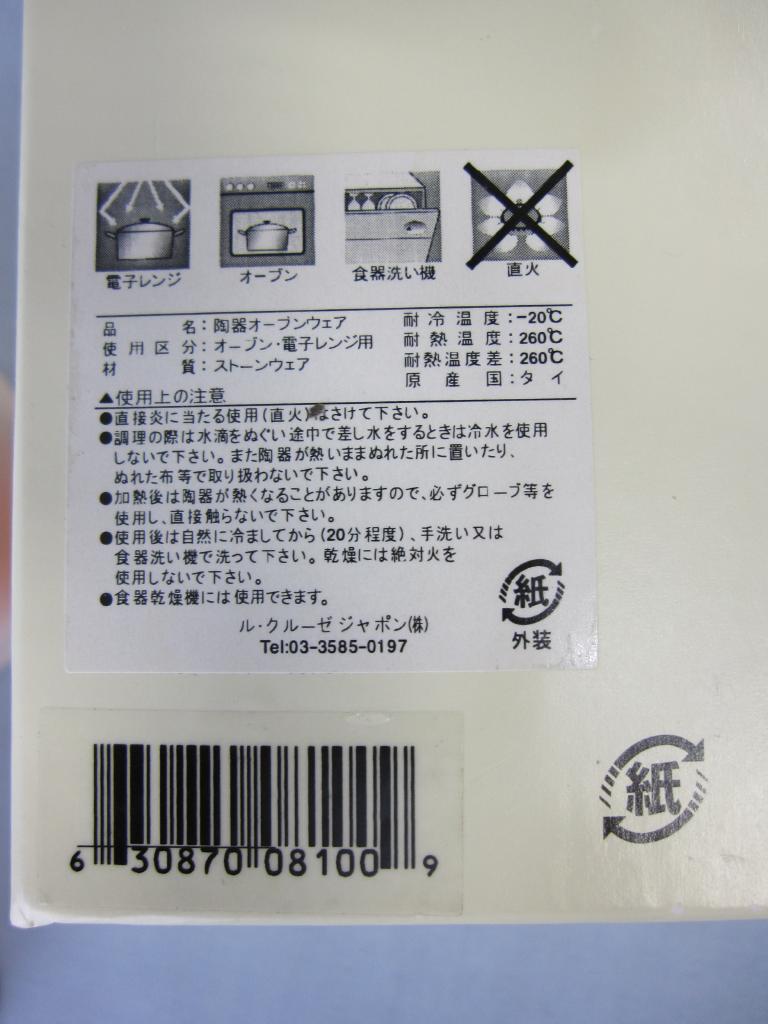 電子レンジ オーブン 食器洗い機 直火
品名：陶器オーブンウェア 耐冷温度：-20℃
使用区分：オーブン・電子レンジ用 耐熱温度：260℃
材質：ストーンウェア 耐熱温度差：260℃
原産国：タイ
▲使用上の注意
●直接炎に当たる使用(直火)はさけて下さい。
●調理の際は水滴をぬぐい途中で差し水をするときは冷水を使用
しないで下さい。また陶器が熱いままぬれた所に置いたり、
ぬれた布等で取り扱わないで下さい。
●加熱後は陶器が熱くなることがありますので、必ずグローブ等を
使用し、直接触らないで下さい。
●使用後は自然に冷ましてから(20分程度)、手洗い又は
食器洗い機で洗って下さい。乾燥には絶対火を
使用しないで下さい。
●食器乾燥機には使用できます。
ル・クルーゼ ジャポン(株)
Tel:03-3585-0197
紙
外装
紙
6 30870 08100 9